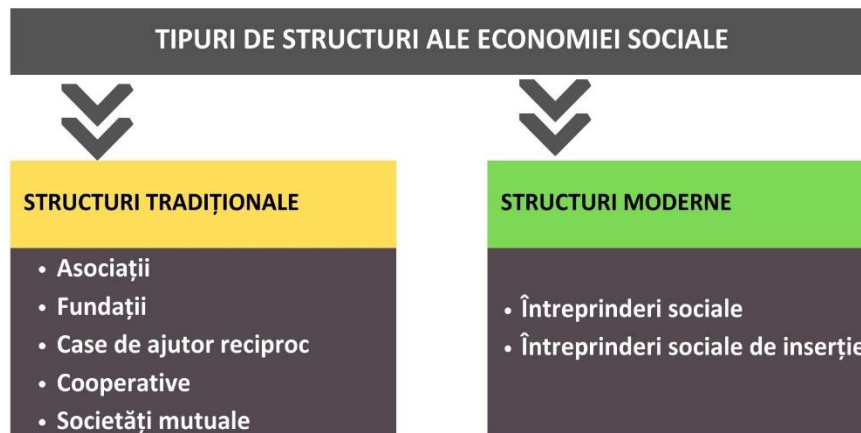 TIPURI DE STRUCTURI ALE ECONOMIEI SOCIALE
STRUCTURI TRADIȚIONALE
• Asociații
• Fundații
• Case de ajutor reciproc
• Cooperative
• Societăți mutuale
STRUCTURI MODERNE
• Întreprinderi sociale
• Întreprinderi sociale de inserție